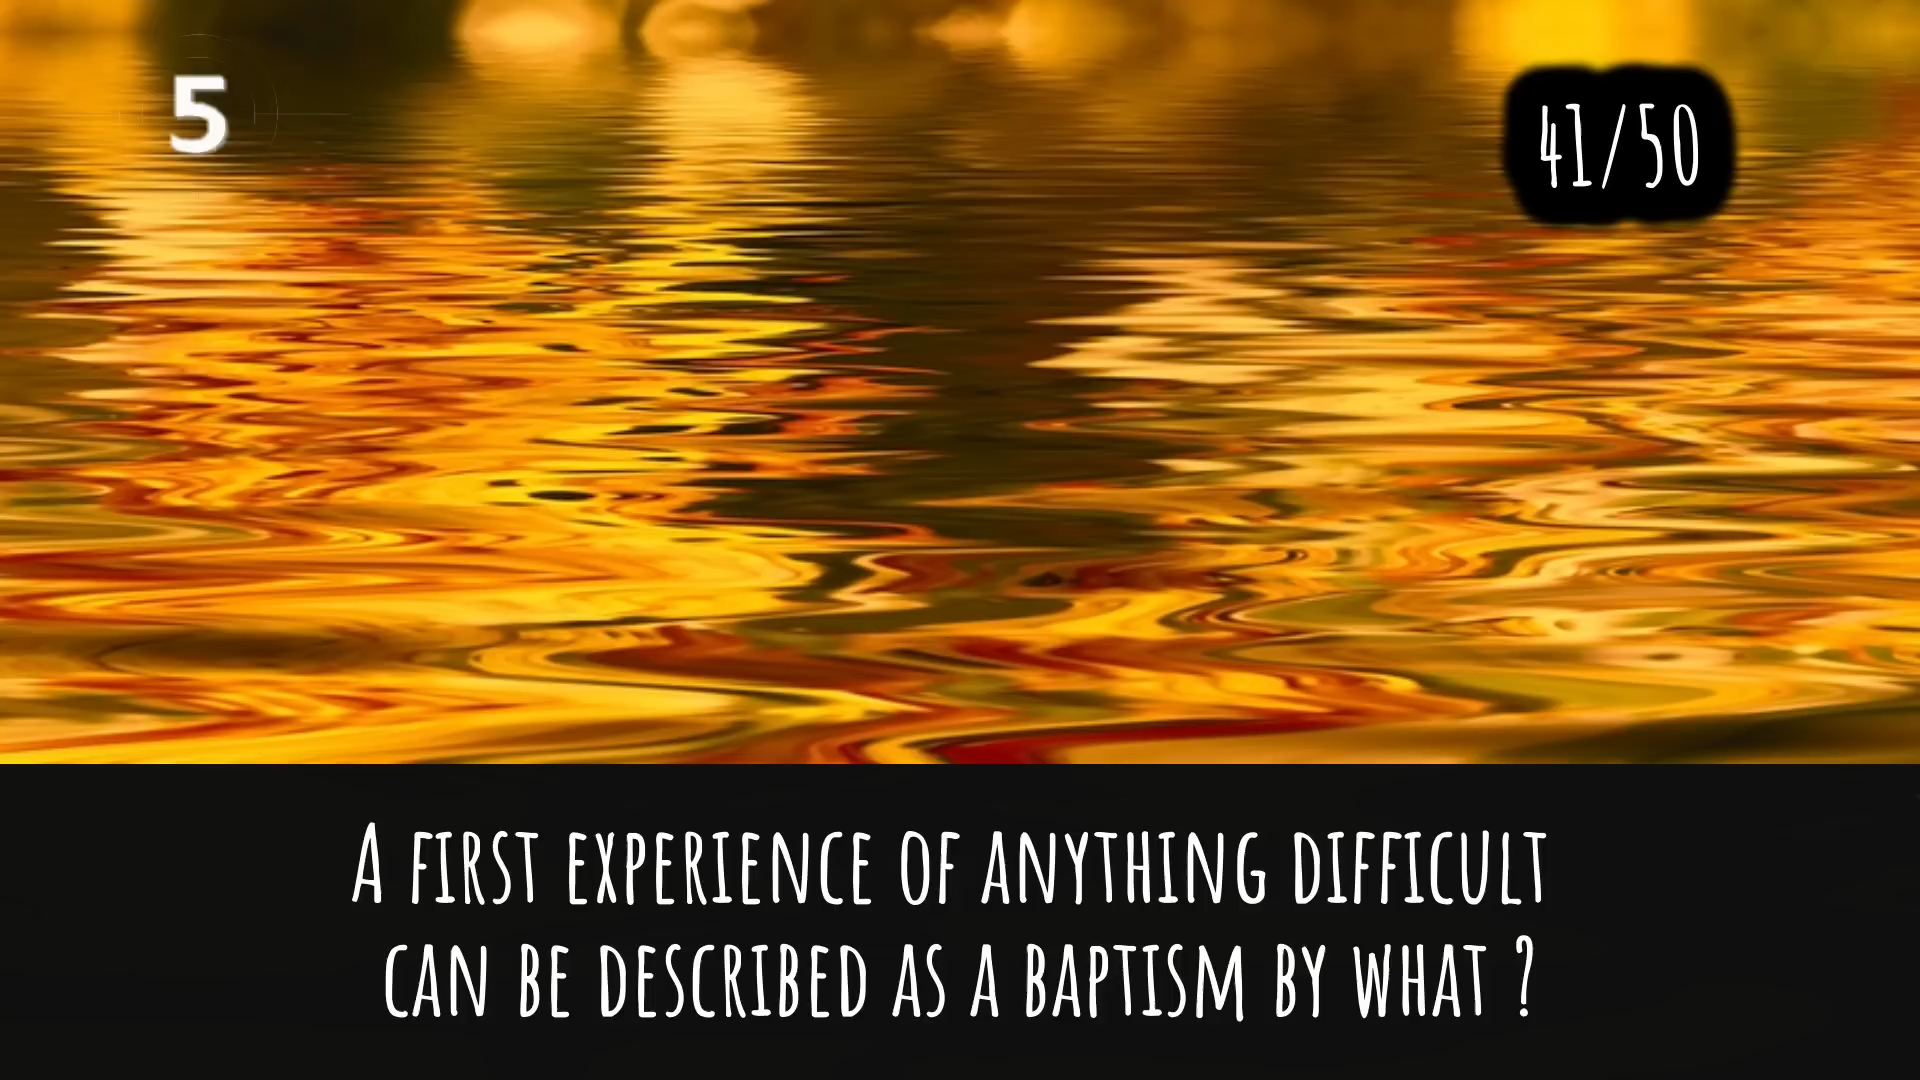 5
41/50
A FIRST EXPERIENCE OF ANYTHING DIFFICULT
CAN BE DESCRIBED AS A BAPTISM BY WHAT ?